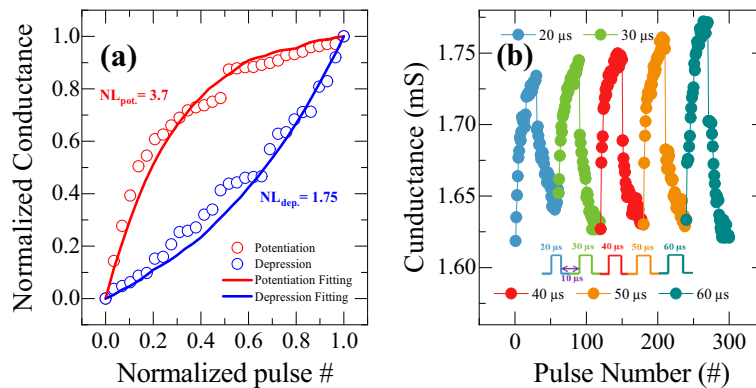 (a)
NLpot.= 3.7
NLdep.= 1.75
Potentiation
Depression
Potentiation Fitting
Depression Fitting
Normalized Conductance
1.0
0.8
0.6
0.4
0.2
0.0
0.0 0.2 0.4 0.6 0.8 1.0
Normalized pulse #
(b)
20 µs 30 µs
Cunductance (mS)
1.75
1.70
1.65
1.60
20 µs 30 µs 40 µs 50 µs 60 µs
10 µs
40 µs 50 µs 60 µs
0 100 200 300
Pulse Number (#)